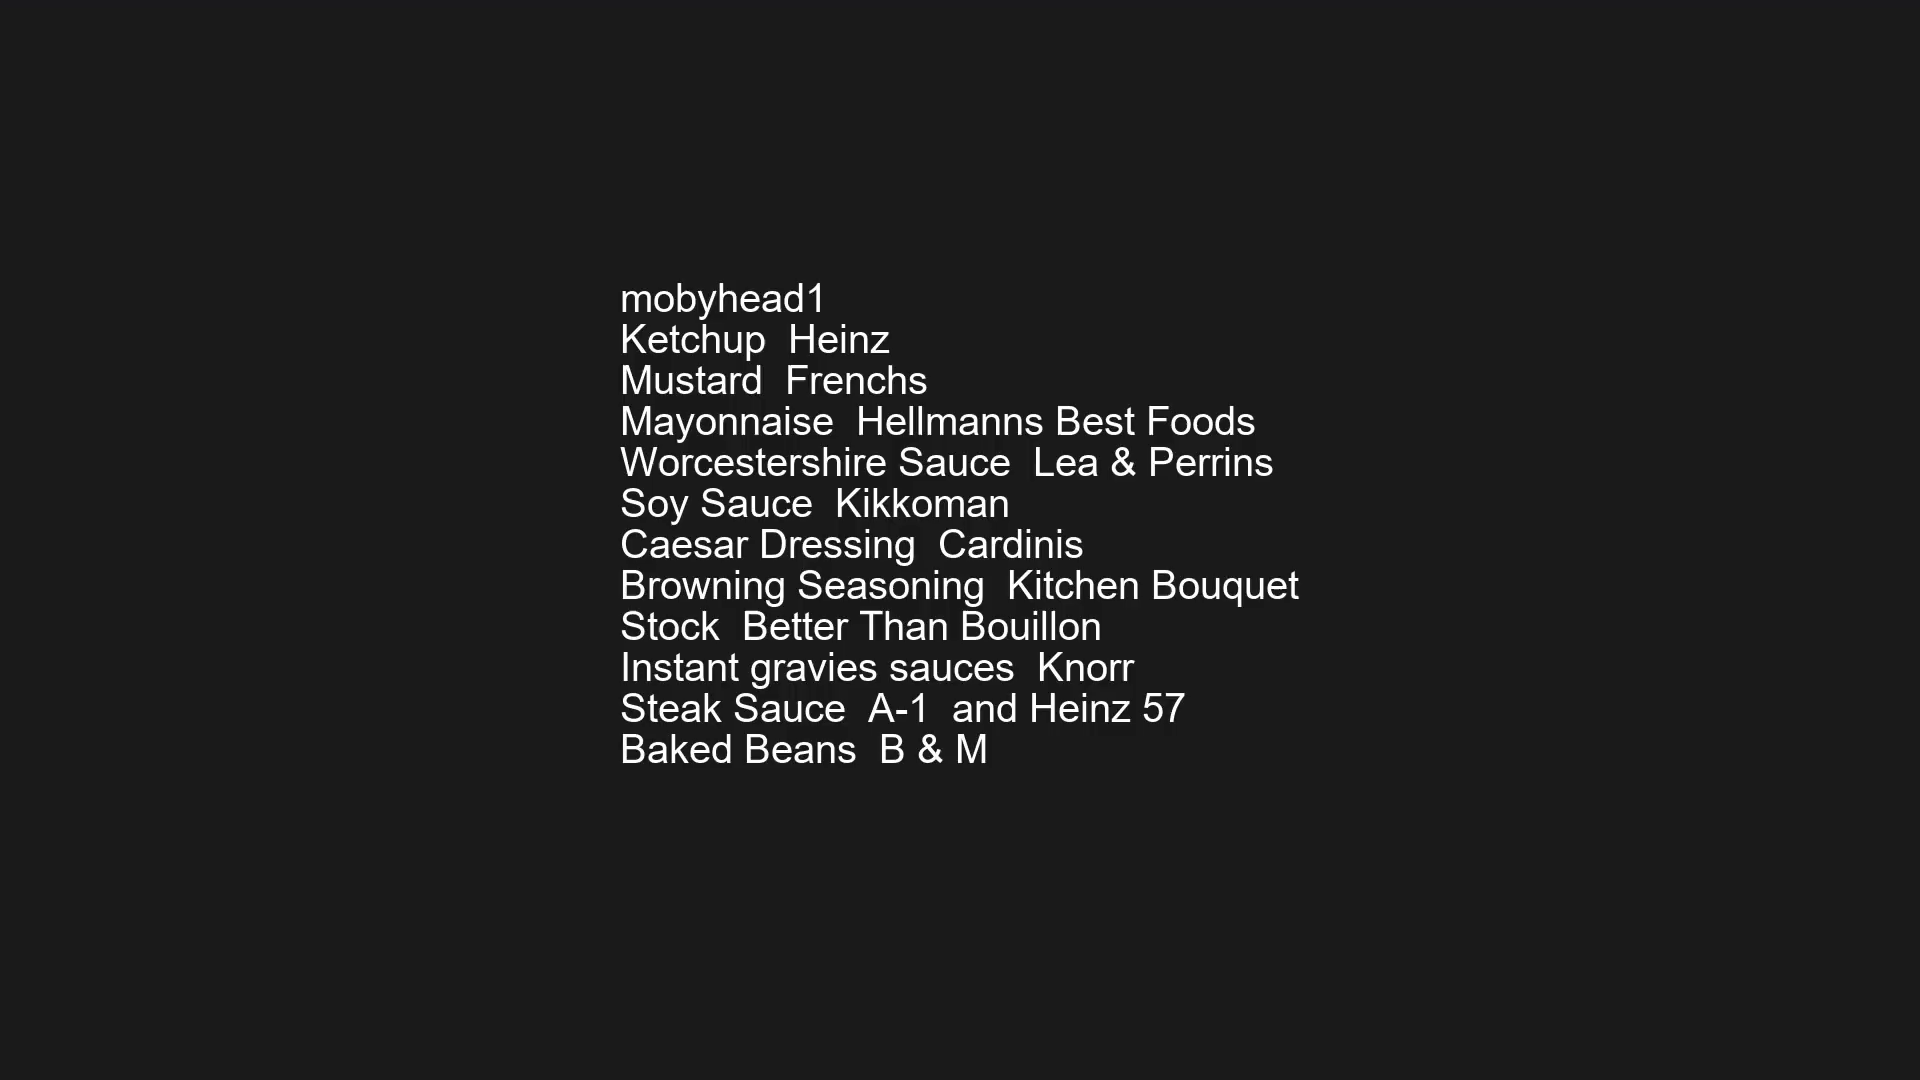 mobyhead1
Ketchup  Heinz
Mustard  Frenchs
Mayonnaise  Hellmanns Best Foods
Worcestershire Sauce  Lea & Perrins
Soy Sauce  Kikkoman
Caesar Dressing  Cardinis
Browning Seasoning  Kitchen Bouquet
Stock  Better Than Bouillon
Instant gravies sauces  Knorr
Steak Sauce  A-1  and Heinz 57
Baked Beans  B & M